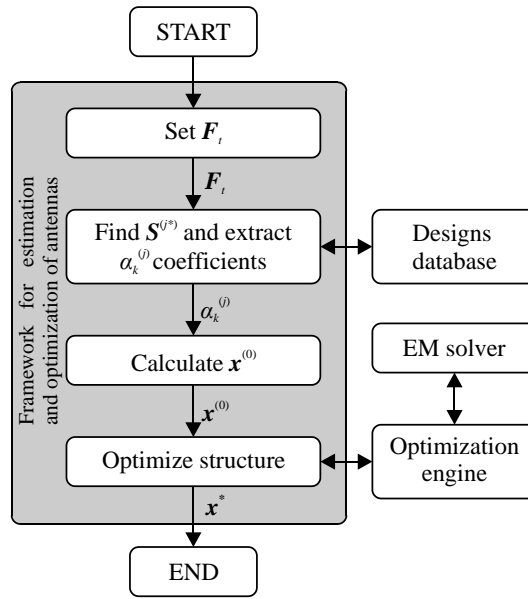 START
Framework for estimation
and optimization of antennas
Set F_t
F_t
Find S^(j*) and extract
α_k^(j) coefficients
Designs
database
α_k^(j)
Calculate x^(0)
EM solver
x^(0)
Optimize structure
Optimization
engine
x^*
END